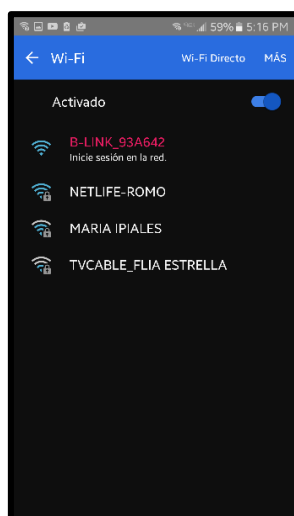 59% 5:16 PM
Wi-Fi Wi-Fi Directo MÁS
Activado
B-LINK_93A642
Inicie sesión en la red.
NETLIFE-ROMO
MARIA IPIALES
TVCABLE_FLIA ESTRELLA